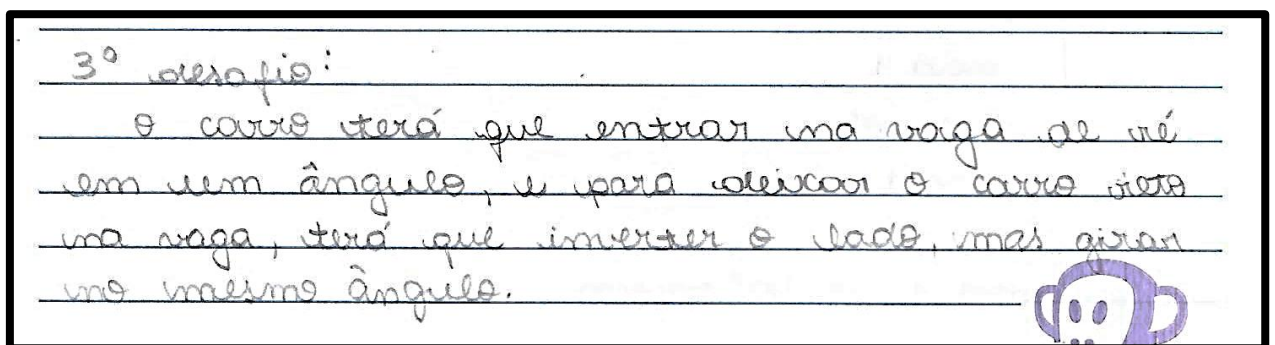 3º desafio:
O carro terá que entrar na vaga de ré
em um ângulo, e para deixar o carro reto
na vaga, terá que inverter o lado, mas girar
no mesmo ângulo.